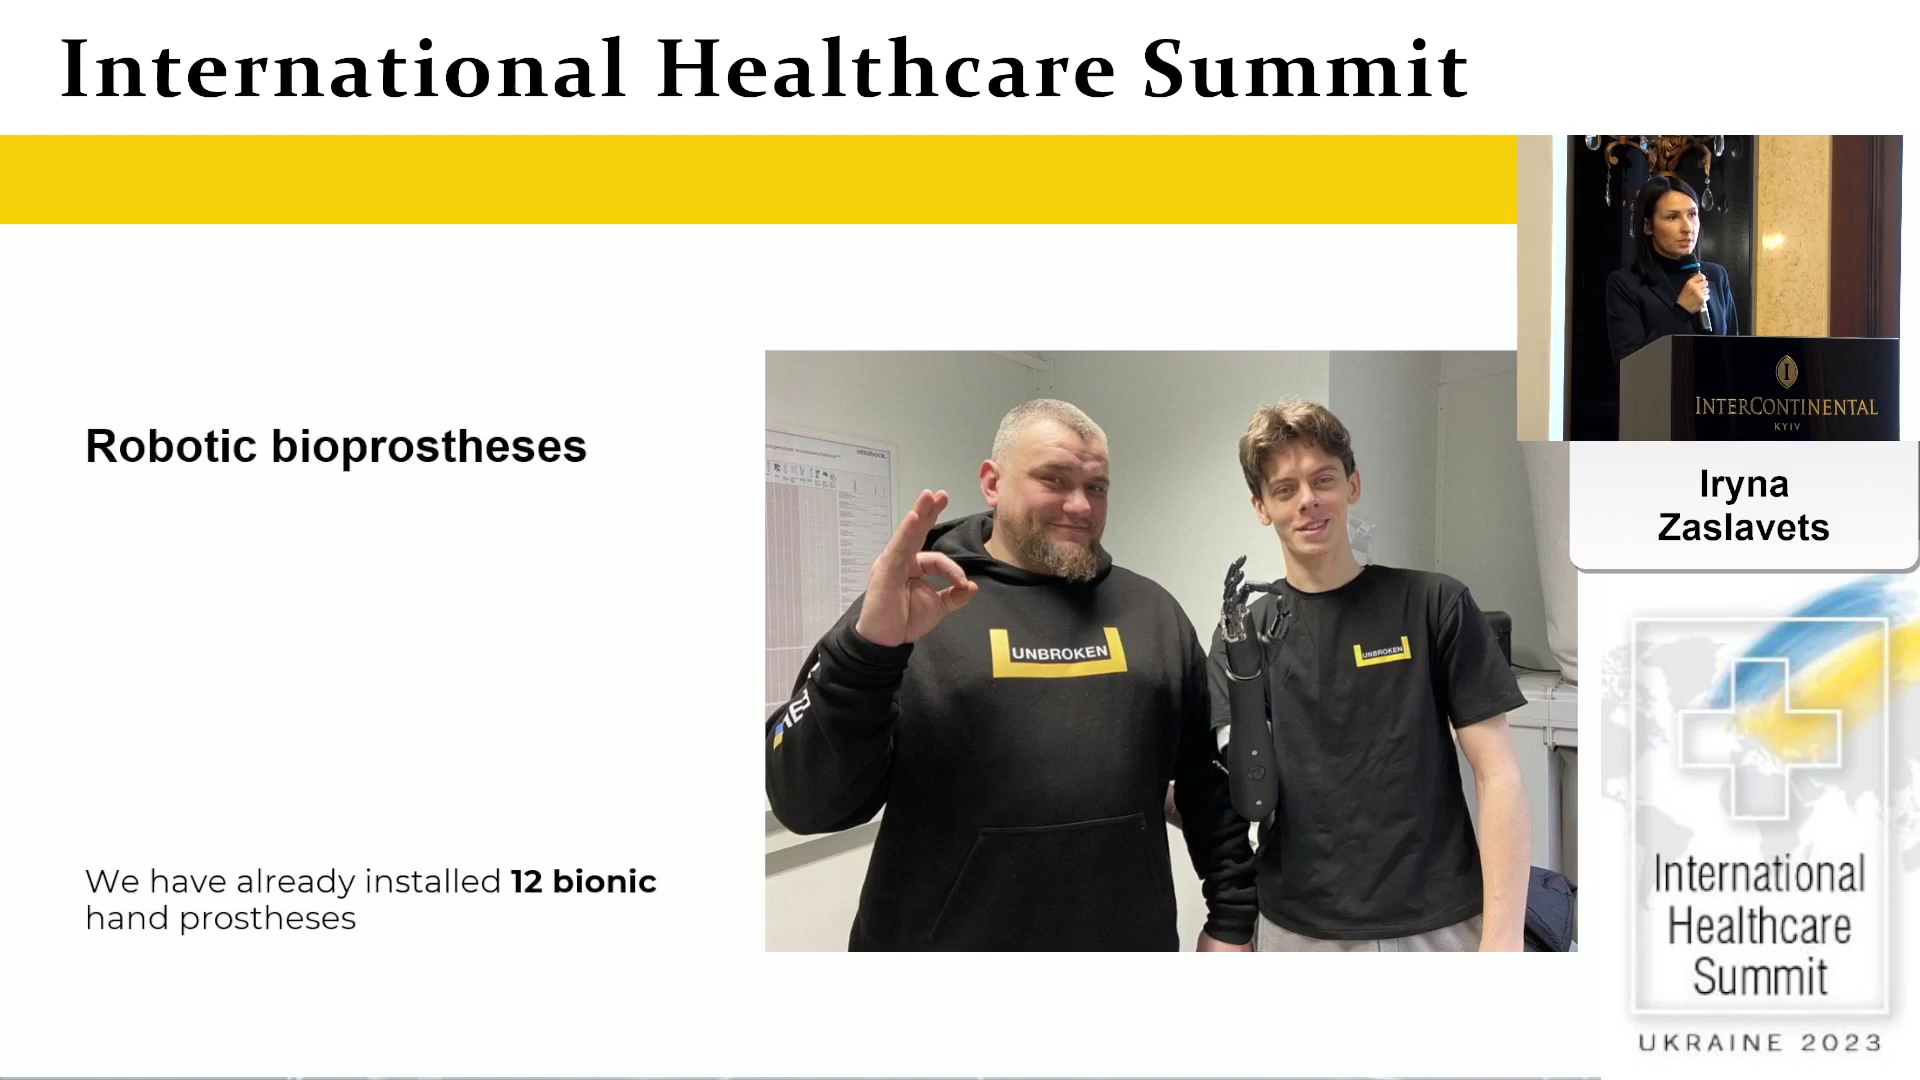 International Healthcare Summit
INTERCONTINENTAL
KYIV
Iryna
Zaslavets
Robotic bioprostheses
ottobock.
UNBROKEN
UNBROKEN
We have already installed 12 bionic
hand prostheses
International
Healthcare
Summit
UKRAINE 2023